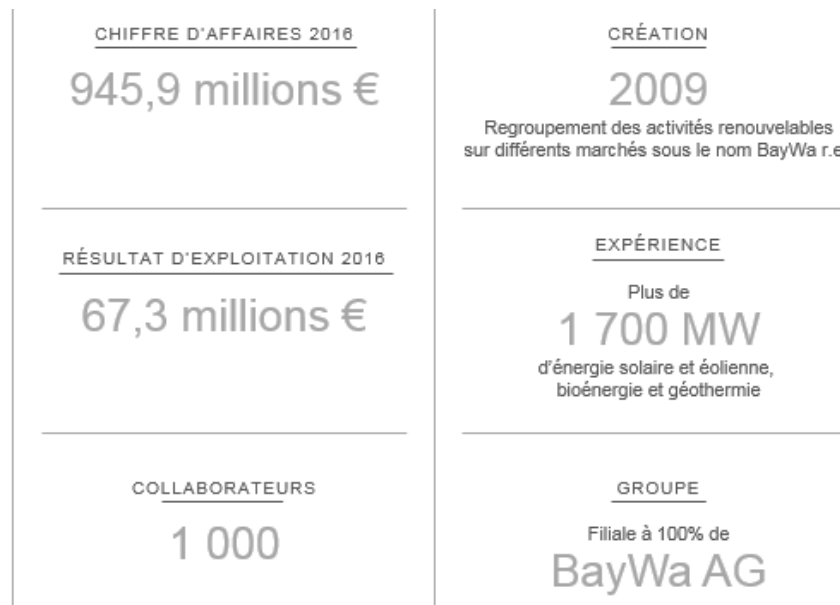 CHIFFRE D'AFFAIRES 2016
945,9 millions €
RÉSULTAT D'EXPLOITATION 2016
67,3 millions €
COLLABORATEURS
1 000
CRÉATION
2009
Regroupement des activités renouvelables
sur différents marchés sous le nom BayWa r.e
EXPÉRIENCE
Plus de
1 700 MW
d'énergie solaire et éolienne,
bioénergie et géothermie
GROUPE
Filiale à 100% de
BayWa AG